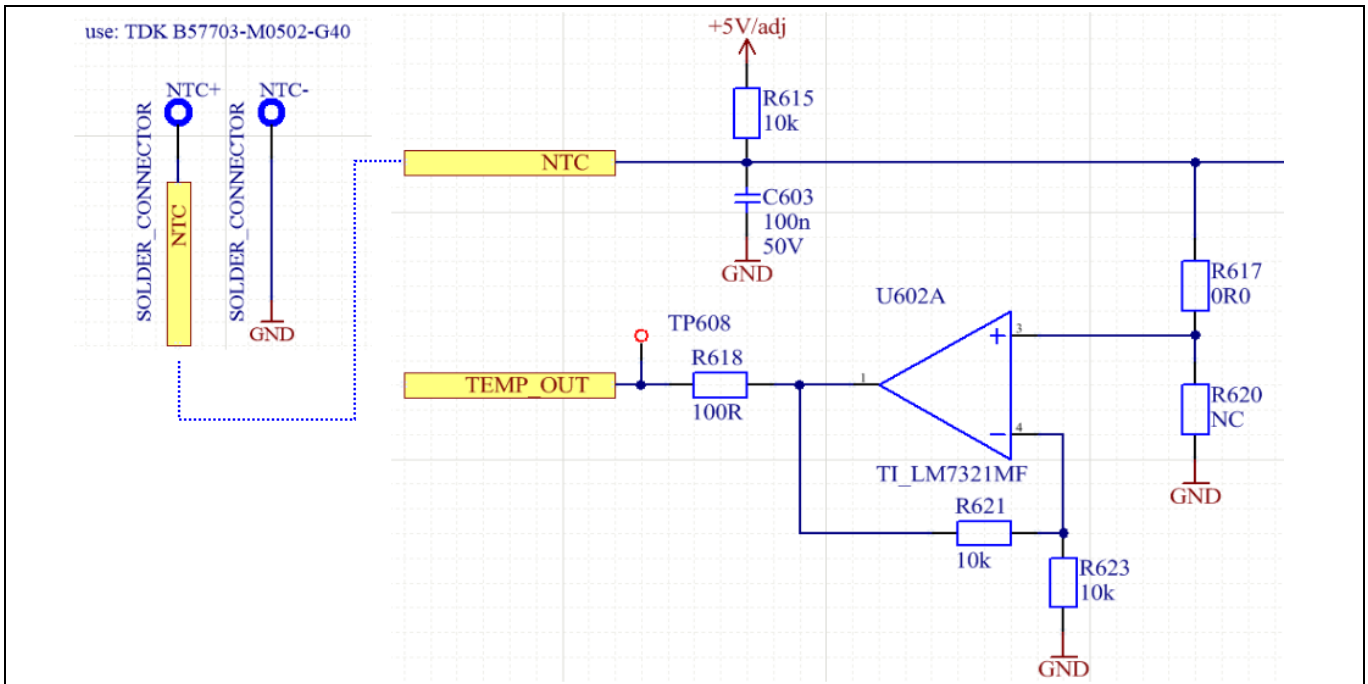 use: TDK B57703-M0502-G40
NTC+
NTC-
SOLDER_CONNECTOR
SOLDER_CONNECTOR
NTC
GND
+5V/adj
R615
10k
NTC
C603
100n
50V
GND
R617
0R0
U602A
TP608
3
R618
TEMP_OUT
1
R620
NC
100R
4
TI_LM7321MF
GND
R621
10k
R623
10k
GND